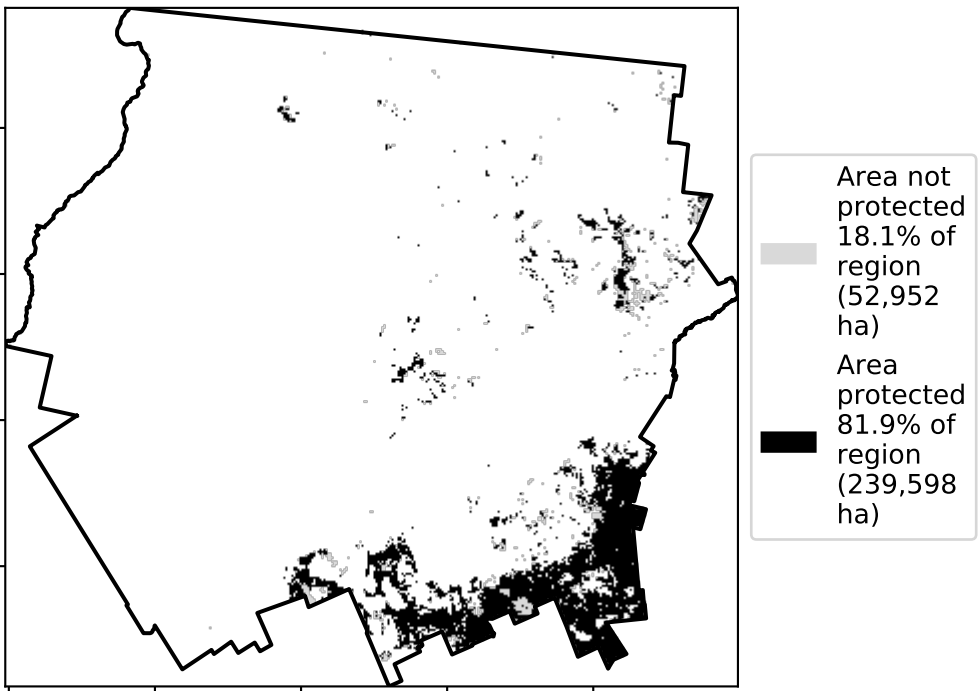 Area not
protected
18.1% of
region
(52,952
ha)
Area
protected
81.9% of
region
(239,598
ha)